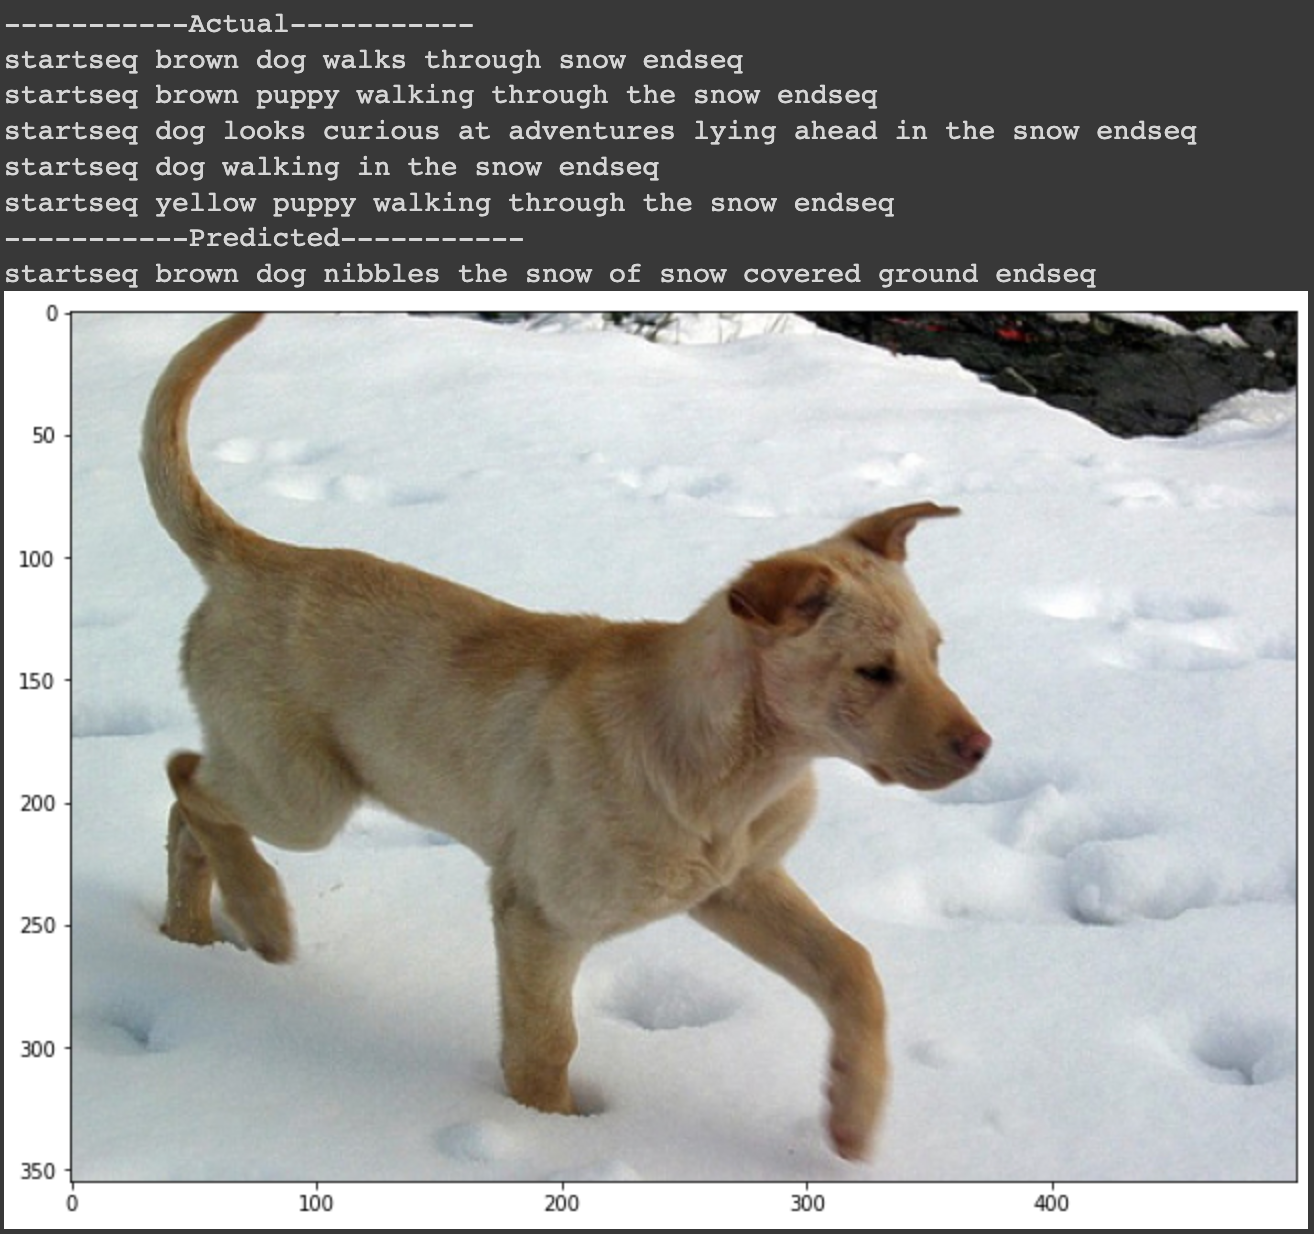 -----------Actual-----------
startseq brown dog walks through snow endseq
startseq brown puppy walking through the snow endseq
startseq dog looks curious at adventures lying ahead in the snow endseq
startseq dog walking in the snow endseq
startseq yellow puppy walking through the snow endseq
-----------Predicted-----------
startseq brown dog nibbles the snow of snow covered ground endseq
0
50
100
150
200
250
300
350
0 100 200 300 400